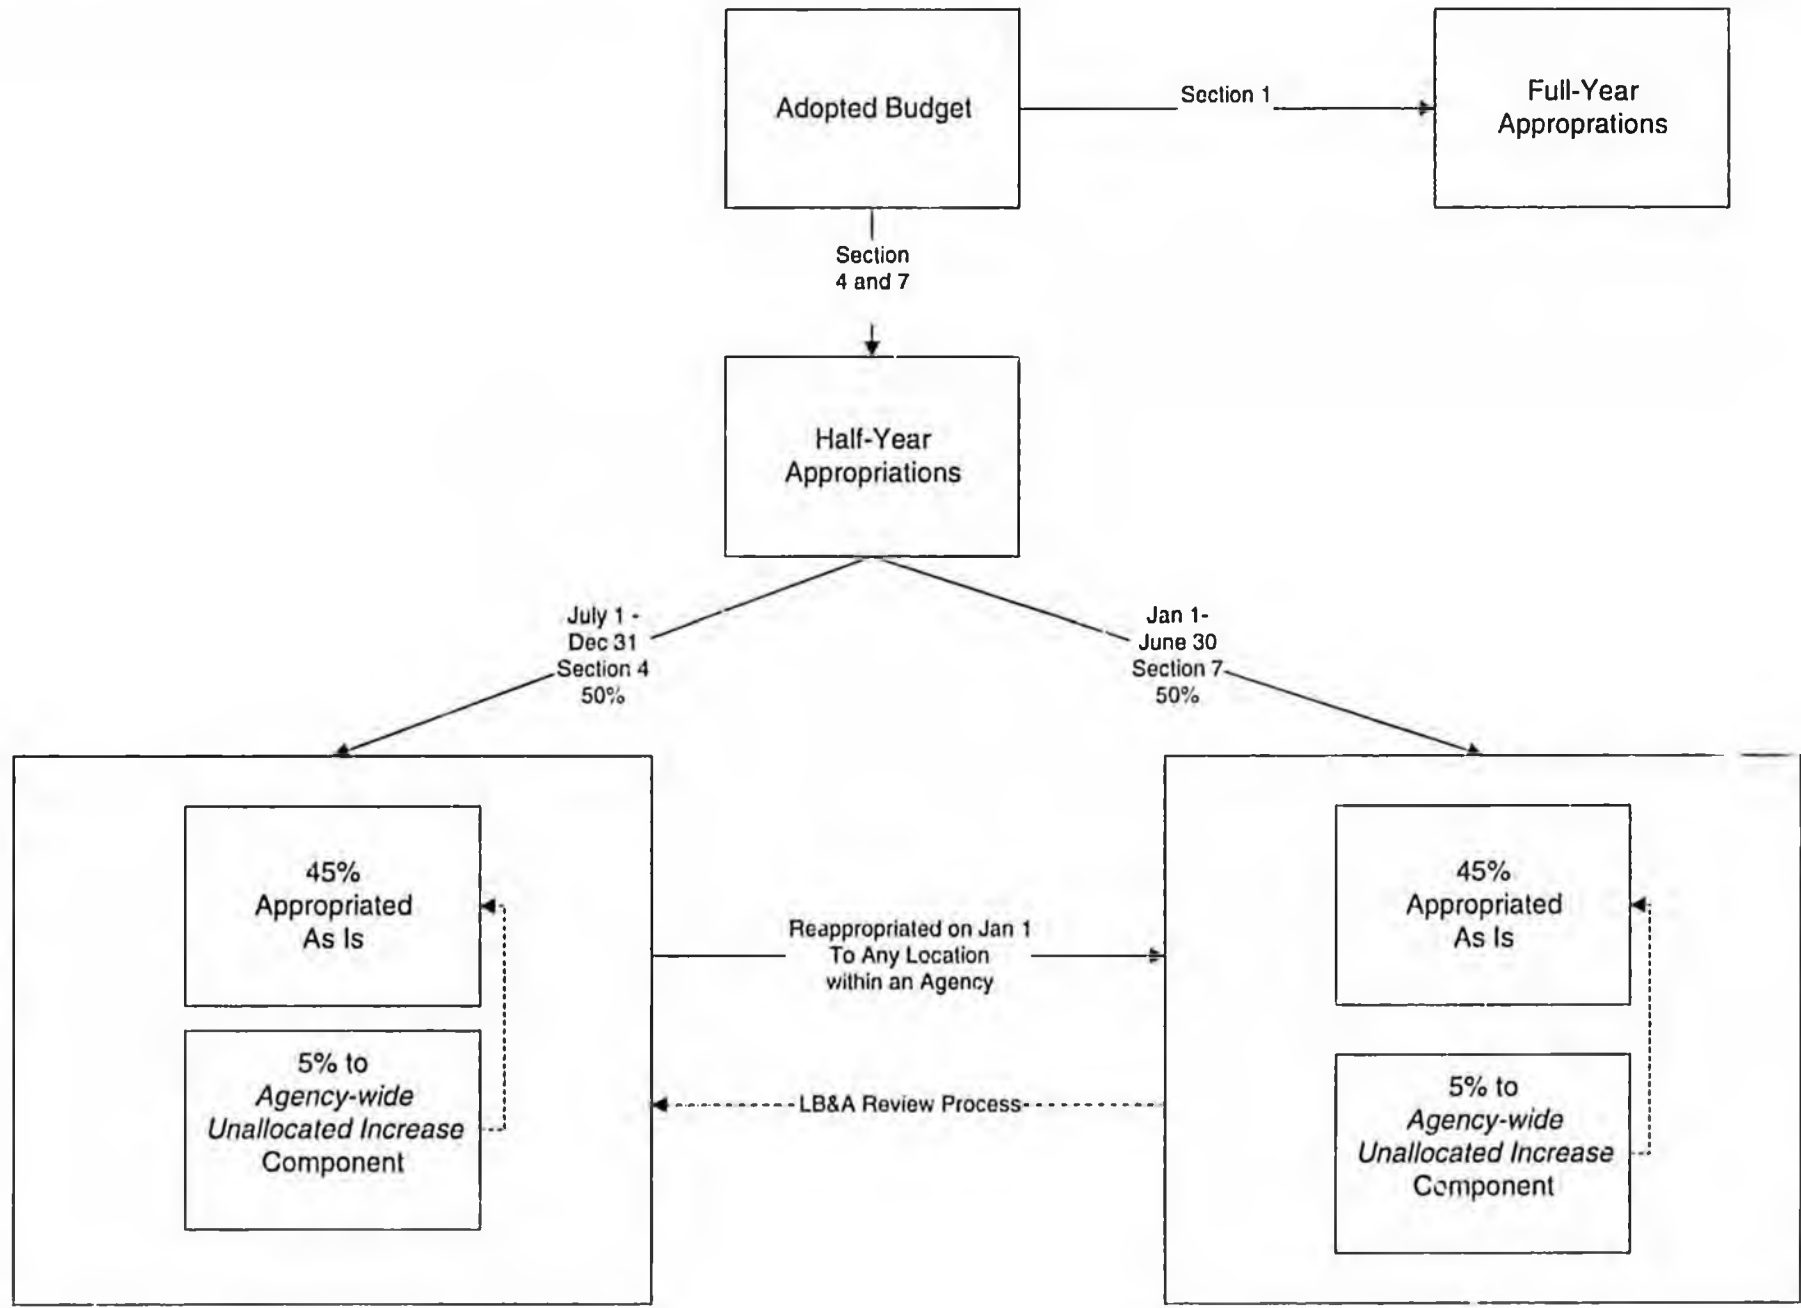 Adopted Budget
Section 1
Full-Year
Approprations
Section
4 and 7
Half-Year
Appropriations
July 1 -
Dec 31
Section 4
50%
Jan 1-
June 30
Section 7
50%
45%
Appropriated
As Is
5% to
Agency-wide
Unallocated Increase
Component
Reappropriated on Jan 1
To Any Location
within an Agency
LB&A Review Process
45%
Appropriated
As Is
5% to
Agency-wide
Unallocated Increase
Component